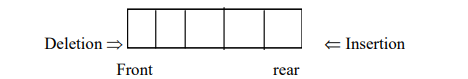 Deletion ⇒ ⇐ Insertion
Front rear